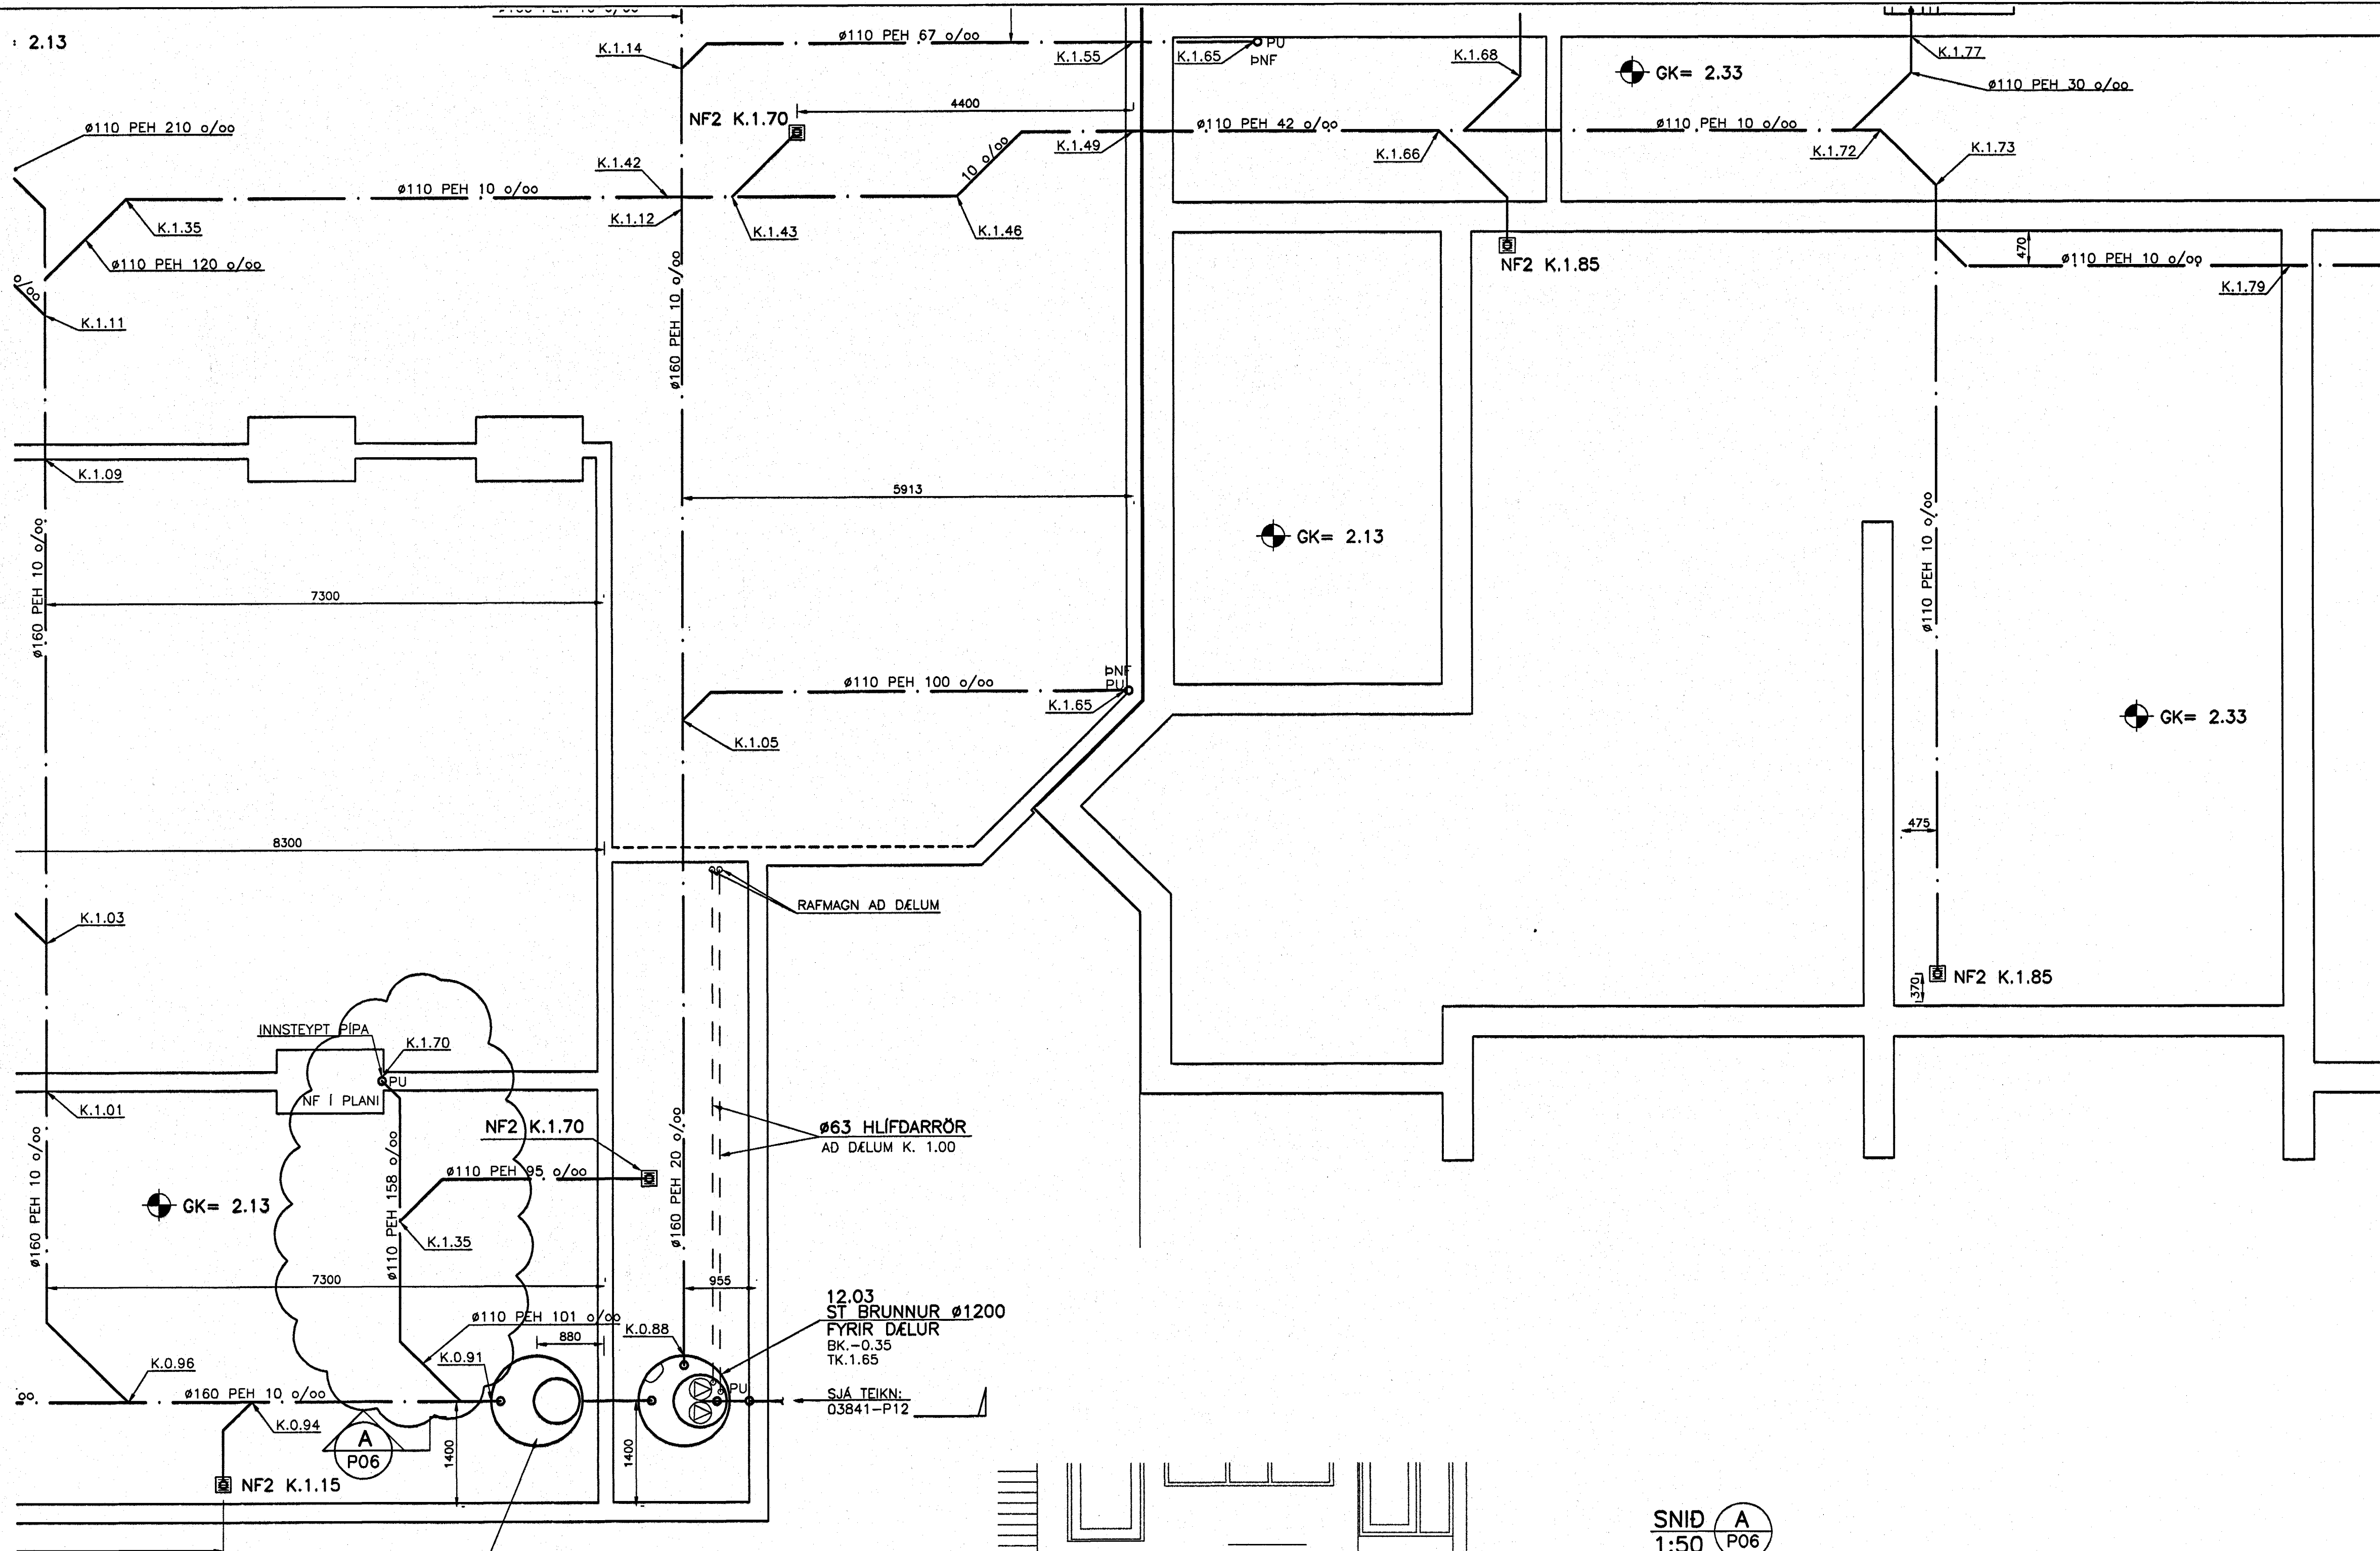 : 2.13
K.1.14
ø110 PEH 67 o/oo
K.1.55
K.1.65
PU
ÞNF
K.1.68
GK= 2.33
K.1.77
ø110 PEH 30 o/oo
4400
NF2 K.1.70
ø110 PEH 210 o/oo
K.1.42
10 o/oo
K.1.49
ø110 PEH 42 o/oo
K.1.66
ø110 PEH 10 o/oo
K.1.72
K.1.73
ø110 PEH 10 o/oo
K.1.35
K.1.12
K.1.43
K.1.46
ø110 PEH 120 o/oo
NF2 K.1.85
470
ø110 PEH 10 o/oo
K.1.79
o/oo
K.1.11
ø160 PEH 10 o/oo
K.1.09
5913
ø160 PEH 10 o/oo
GK= 2.13
ø110 PEH 10 o/oo
7300
ø110 PEH 100 o/oo
ÞNF
PU
K.1.65
K.1.05
GK= 2.33
8300
475
K.1.03
RAFMAGN AD DÆLUM
NF2 K.1.85
370
INNSTEYPT PÍPA
K.1.70
PU
NF Í PLANI
K.1.01
NF2 K.1.70
ø63 HLÍFDARRÖR
AD DÆLUM K. 1.00
ø160 PEH 10 o/oo
ø110 PEH 158 o/oo
ø110 PEH 95 o/oo
ø160 PEH 20 o/oo
GK= 2.13
K.1.35
7300
955
12.03
ST BRUNNUR ø1200
FYRIR DÆLUR
BK.-0.35
TK.1.65
ø110 PEH 101 o/oo
880
K.0.88
K.0.96
K.0.91
oo
ø160 PEH 10 o/oo
PU
SJÁ TEIKN:
03841-P12
K.0.94
A
P06
1400
1400
NF2 K.1.15
SNIÐ
1:50
A
P06